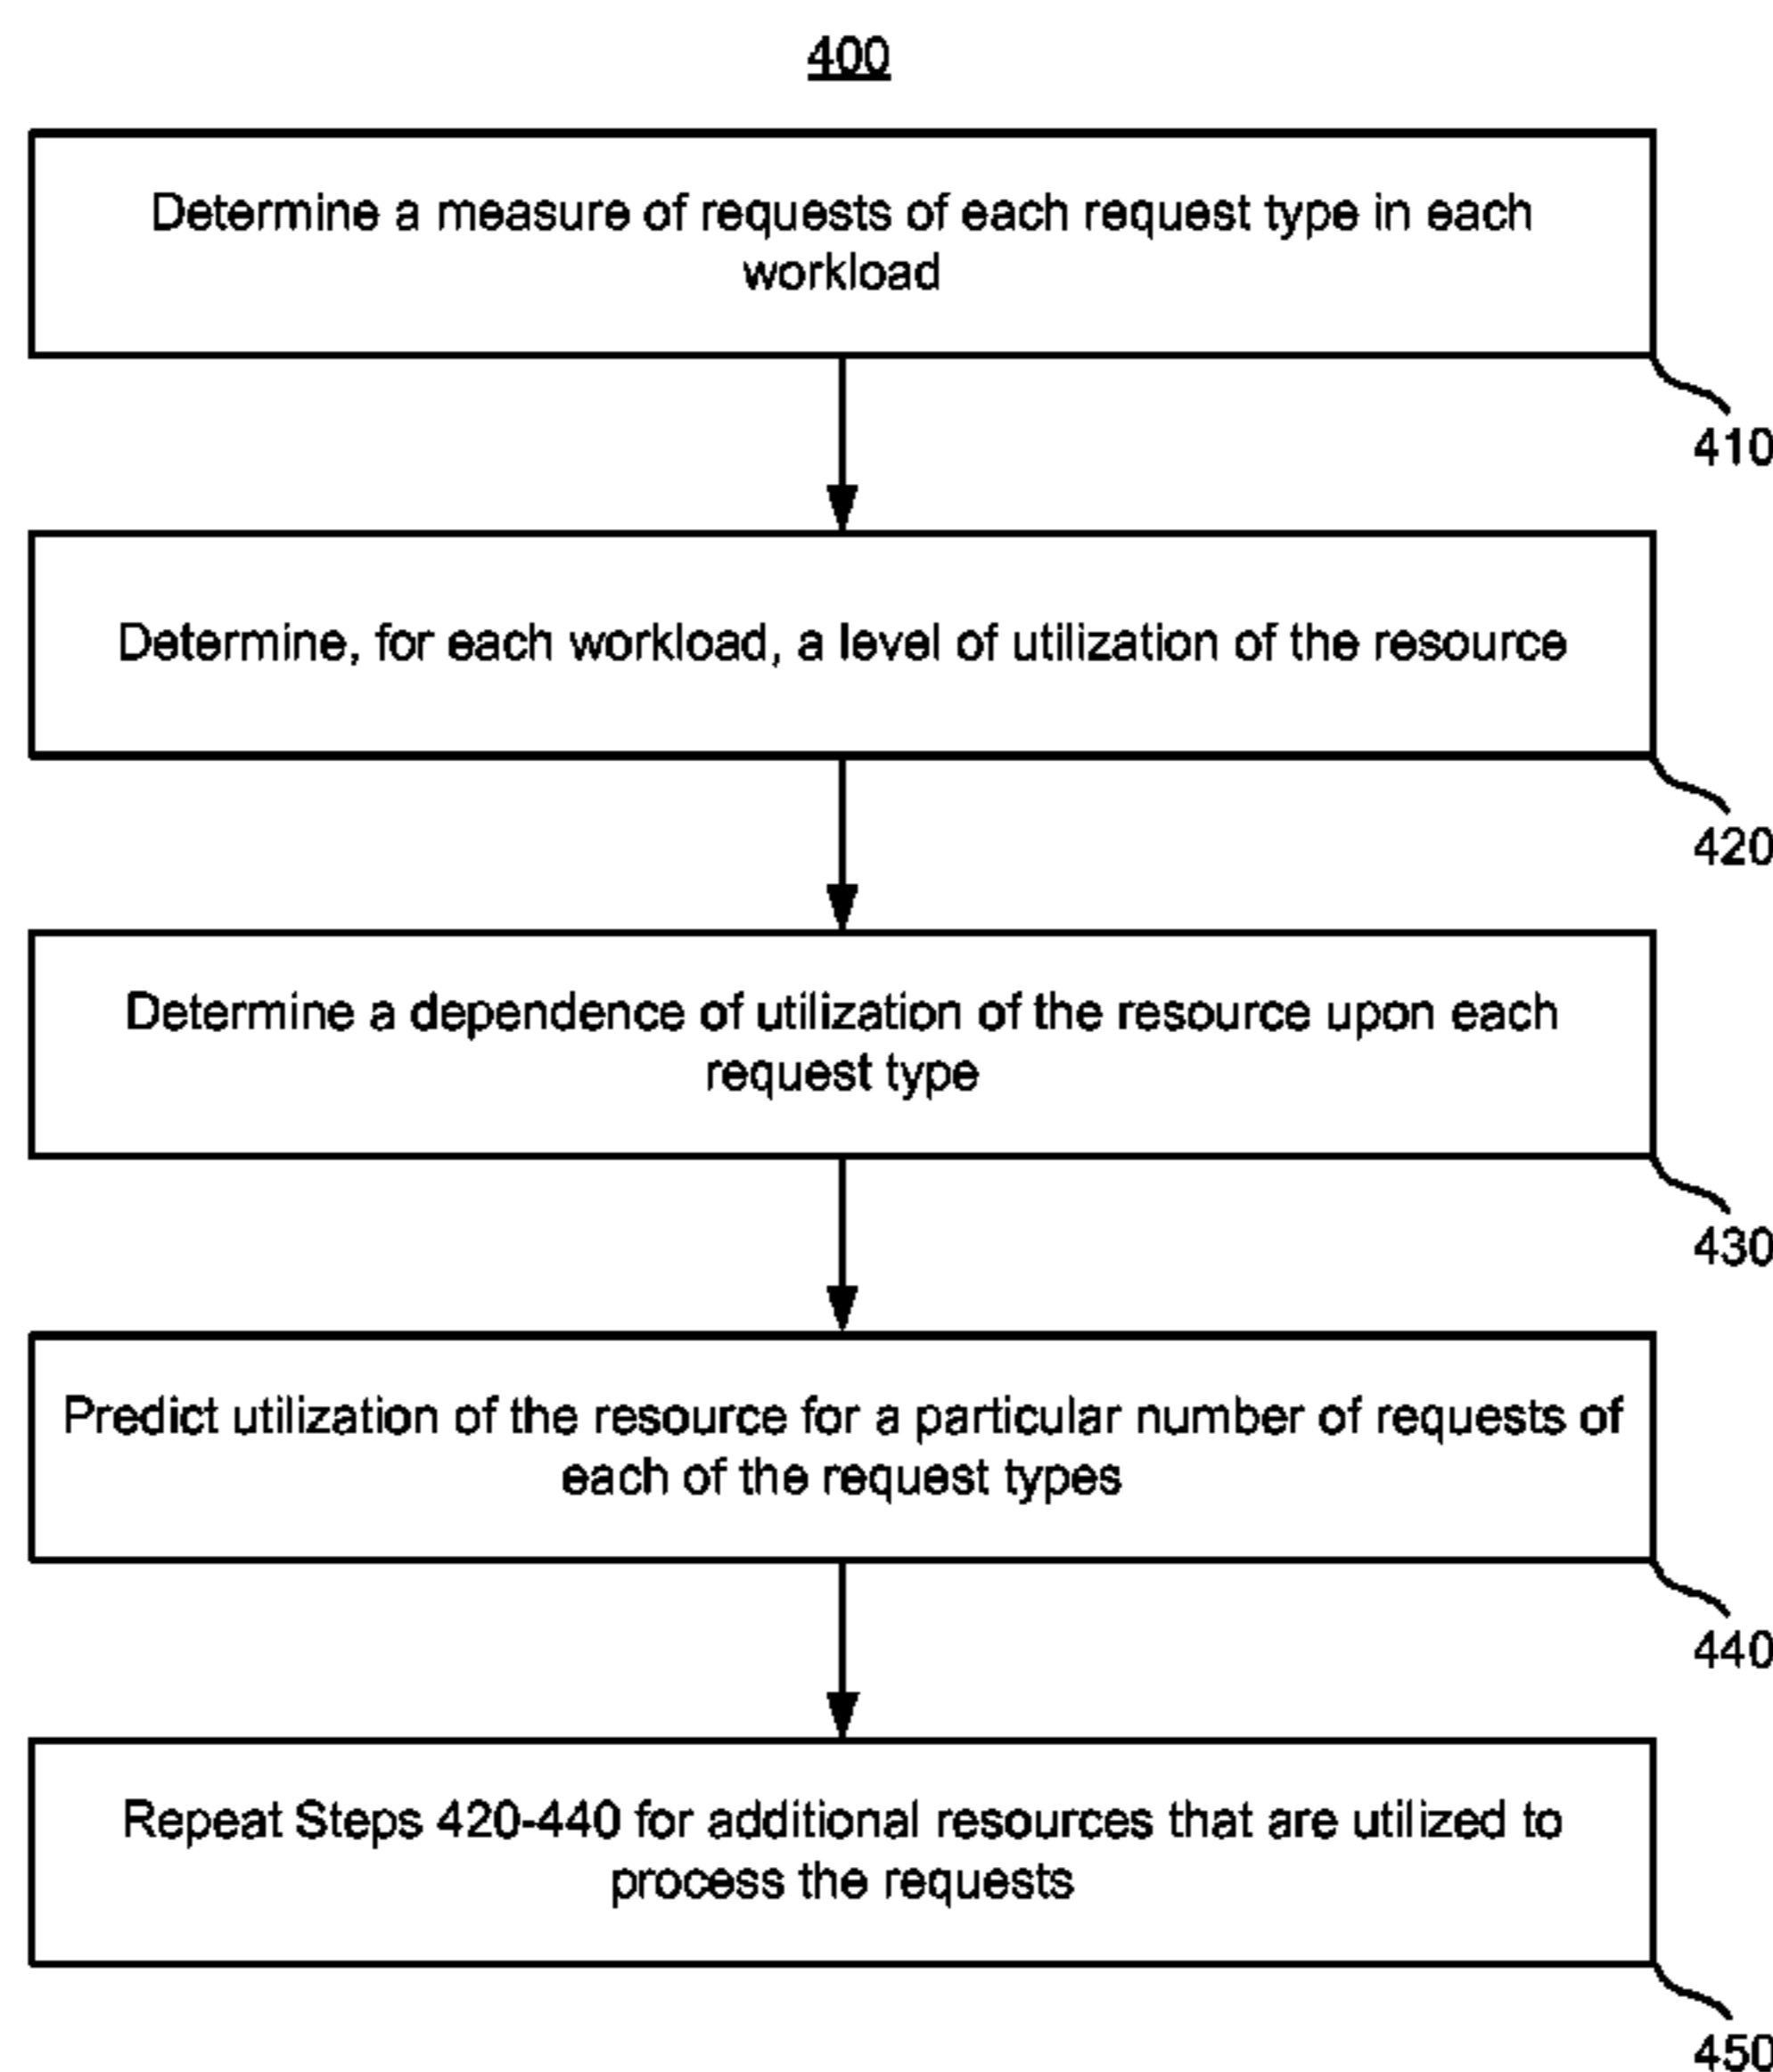 400
Determine a measure of requests of each request type in each
workload
410
Determine, for each workload, a level of utilization of the resource
420
Determine a dependence of utilization of the resource upon each
request type
430
Predict utilization of the resource for a particular number of requests of
each of the request types
440
Repeat Steps 420-440 for additional resources that are utilized to
process the requests
450